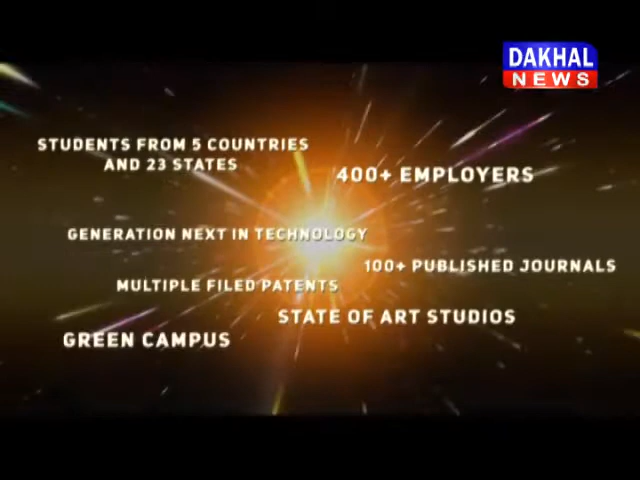 DAKHAL
NEWS
STUDENTS FROM 5 COUNTRIES
AND 23 STATES
400+ EMPLOYERS
GENERATION NEXT IN TECHNOLOGY
100+ PUBLISHED JOURNALS
MULTIPLE FILED PATENTS
STATE OF ART STUDIOS
GREEN CAMPUS